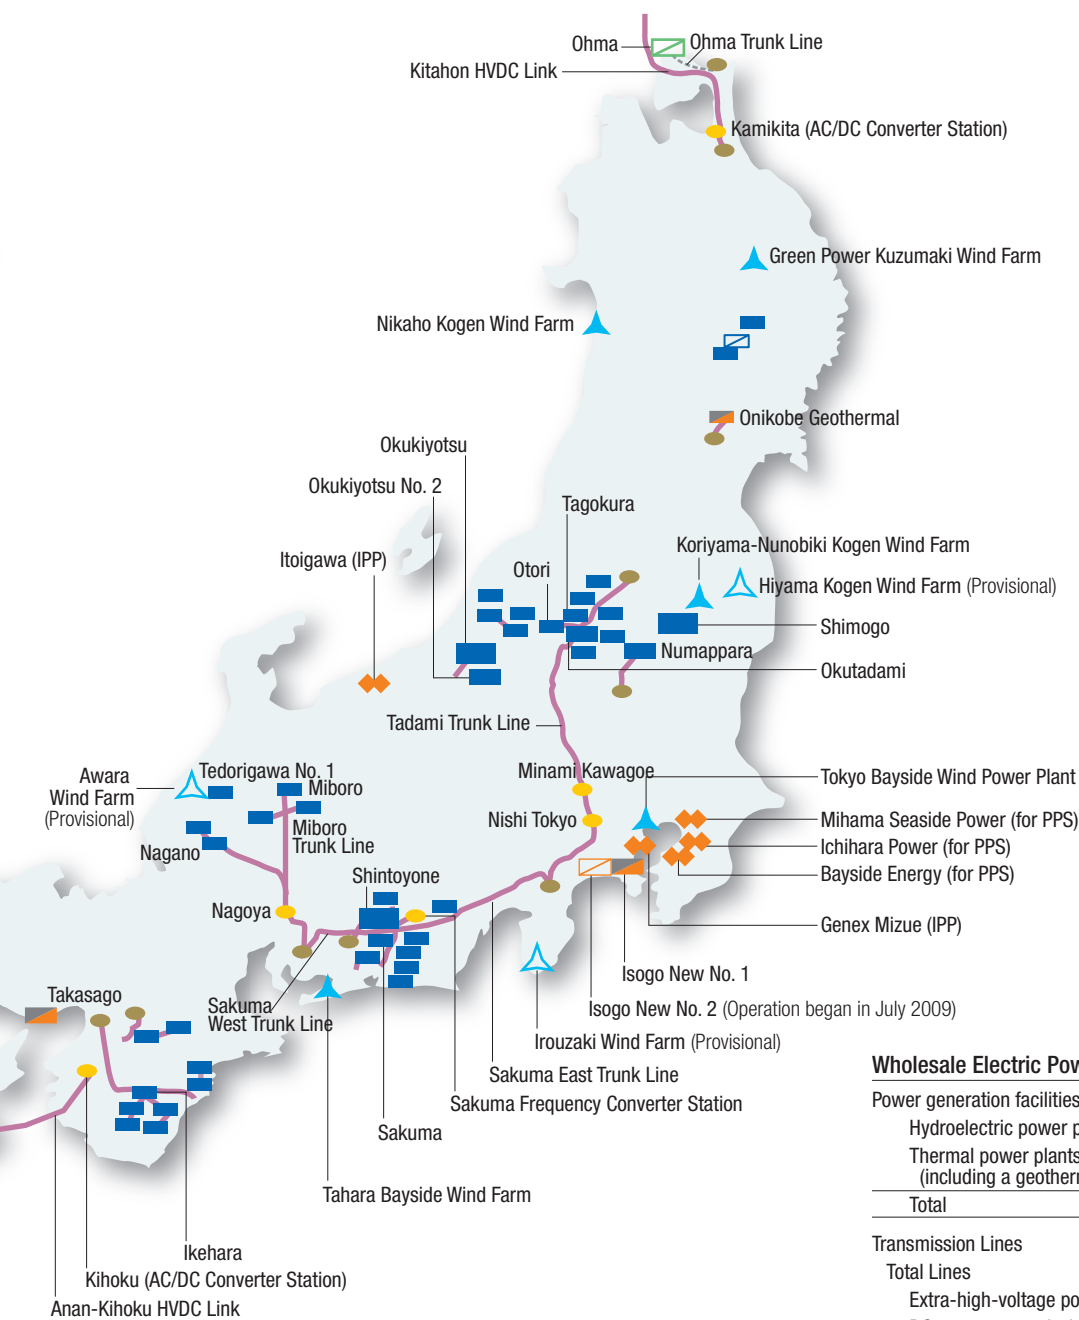 Ohma
Ohma Trunk Line
Kitahon HVDC Link
Kamikita (AC/DC Converter Station)
Green Power Kuzumaki Wind Farm
Nikaho Kogen Wind Farm
Onikobe Geothermal
Okukiyotsu
Okukiyotsu No. 2
Tagokura
Koriyama-Nunobiki Kogen Wind Farm
Itoigawa (IPP)
Otori
Hiyama Kogen Wind Farm (Provisional)
Shimogo
Numappara
Okutadami
Tadami Trunk Line
Awara
Wind Farm
(Provisional)
Tedorigawa No. 1
Miboro
Minami Kawagoe
Tokyo Bayside Wind Power Plant
Nishi Tokyo
Mihama Seaside Power (for PPS)
Miboro
Trunk Line
Nagano
Ichihara Power (for PPS)
Shintoyone
Bayside Energy (for PPS)
Nagoya
Genex Mizue (IPP)
Isogo New No. 1
Takasago
Sakuma
West Trunk Line
Isogo New No. 2 (Operation began in July 2009)
Irouzaki Wind Farm (Provisional)
Sakuma East Trunk Line
Sakuma Frequency Converter Station
Sakuma
Tahara Bayside Wind Farm
Ikehara
Kihoku (AC/DC Converter Station)
Anan-Kihoku HVDC Link
Wholesale Electric Pow
Power generation facilities
Hydroelectric power p
Thermal power plants
(including a geotherm
Total
Transmission Lines
Total Lines
Extra-high-voltage po